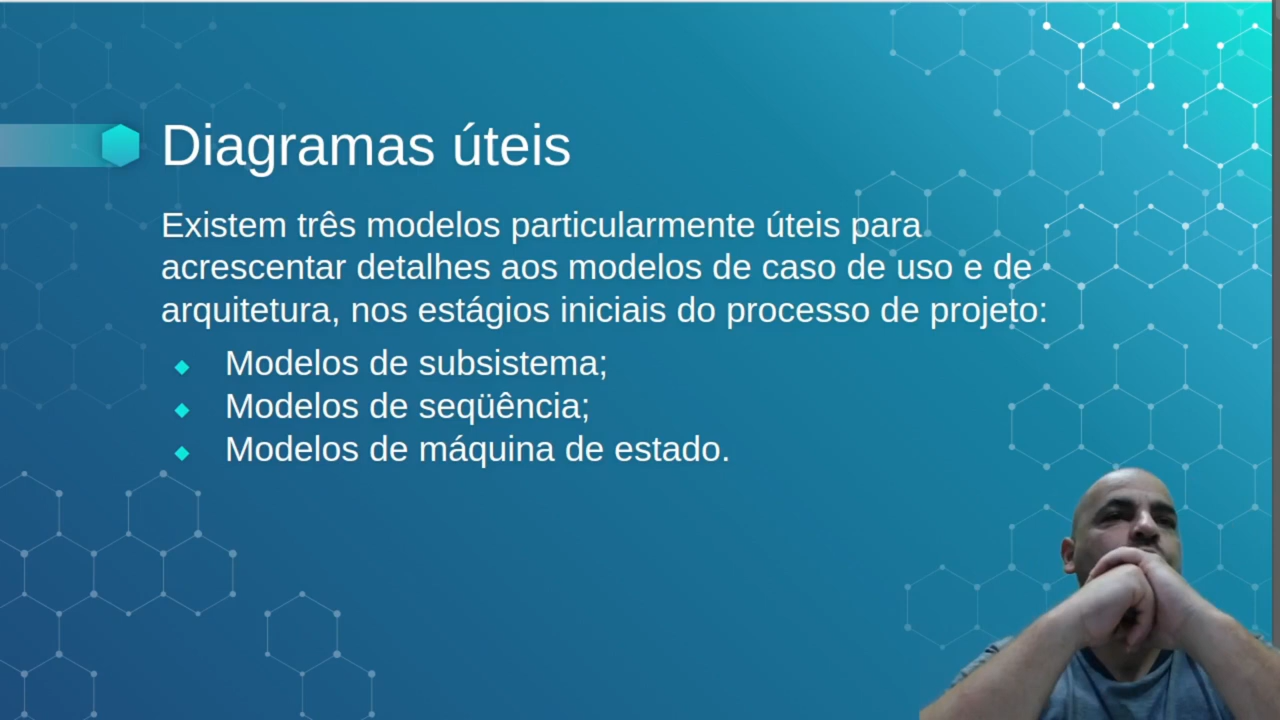 Diagramas úteis
Existem três modelos particularmente úteis para
acrescentar detalhes aos modelos de caso de uso e de
arquitetura, nos estágios iniciais do processo de projeto:
Modelos de subsistema;
Modelos de seqüência;
Modelos de máquina de estado.